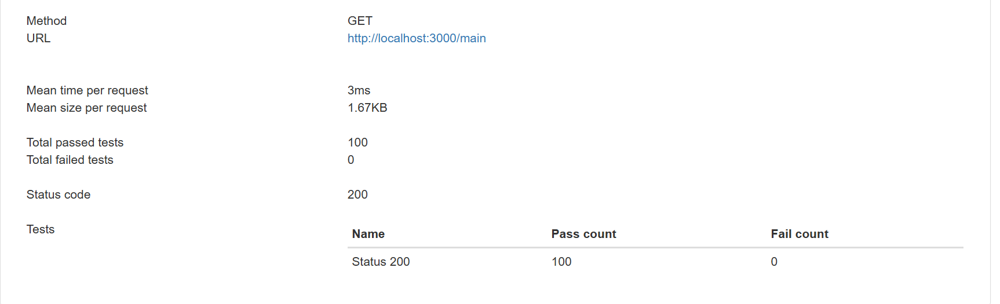 Method GET
URL http://localhost:3000/main
Mean time per request 3ms
Mean size per request 1.67KB
Total passed tests 100
Total failed tests 0
Status code 200
Tests
Name Pass count Fail count
Status 200 100 0